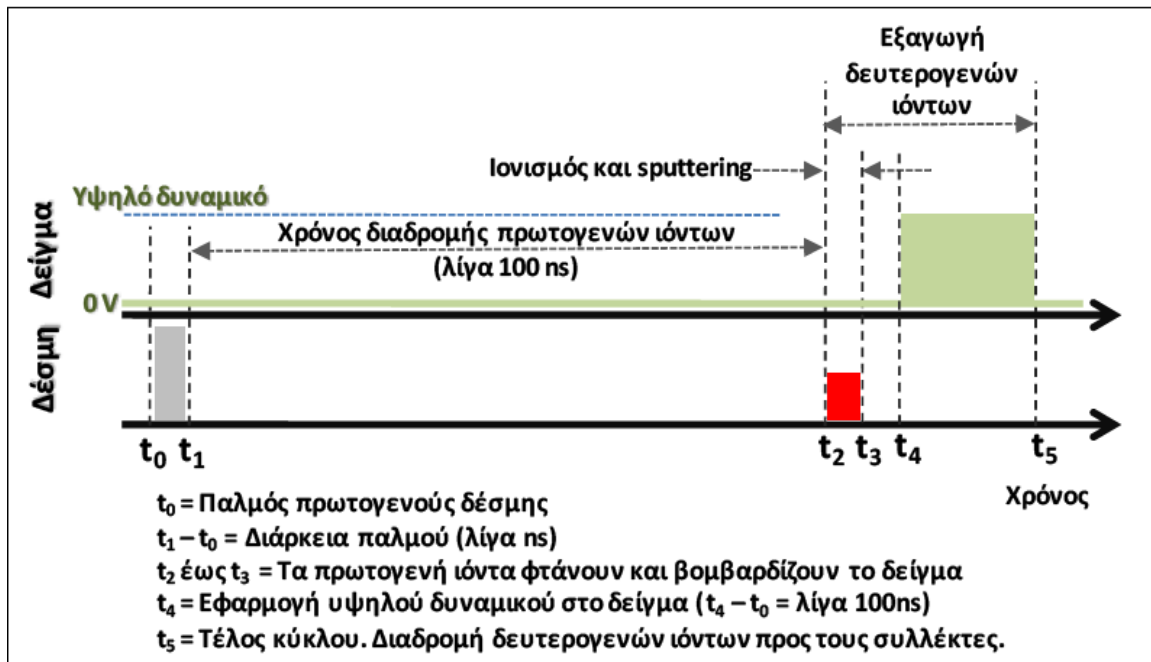 Εξαγωγή
δευτερογενών
ιόντων
Ιονισμός και sputtering
Υψηλό δυναμικό
Χρόνος διαδρομής πρωτογενών ιόντων
(λίγα 100 ns)
Δείγμα
0 V
Δέσμη
t₀ t₁ t₂ t₃ t₄ t₅
Χρόνος
t₀ = Παλμός πρωτογενούς δέσμης
t₁ – t₀ = Διάρκεια παλμού (λίγα ns)
t₂ έως t₃ = Τα πρωτογενή ιόντα φτάνουν και βομβαρδίζουν το δείγμα
t₄ = Εφαρμογή υψηλού δυναμικού στο δείγμα (t₄ – t₀ = λίγα 100ns)
t₅ = Τέλος κύκλου. Διαδρομή δευτερογενών ιόντων προς τους συλλέκτες.